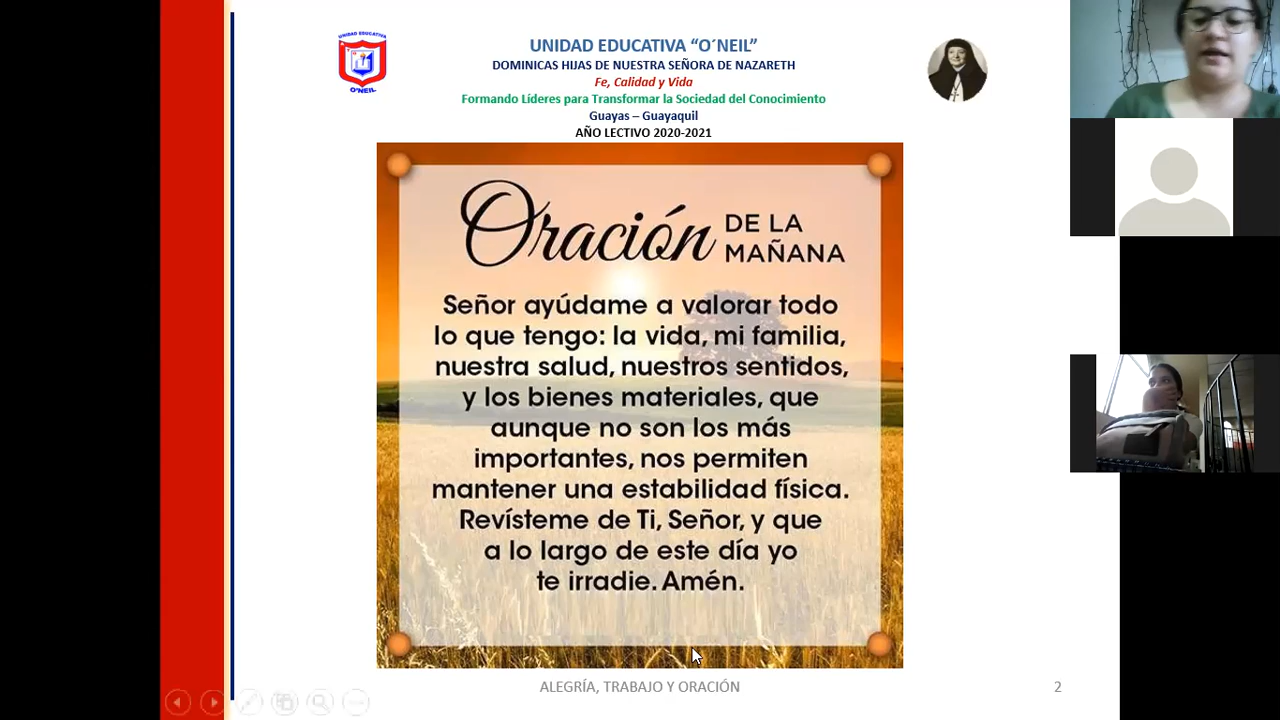 UNIDAD EDUCATIVA
O'NEIL
UNIDAD EDUCATIVA “O´NEIL”
DOMINICAS HIJAS DE NUESTRA SEÑORA DE NAZARETH
Fe, Calidad y Vida
Formando Líderes para Transformar la Sociedad del Conocimiento
Guayas – Guayaquil
AÑO LECTIVO 2020-2021
Oración DE LA
MAÑANA
Señor ayúdame a valorar todo
lo que tengo: la vida, mi familia,
nuestra salud, nuestros sentidos,
y los bienes materiales, que
aunque no son los más
importantes, nos permiten
mantener una estabilidad física.
Revísteme de Ti, Señor, y que
a lo largo de este día yo
te irradie. Amén.
ALEGRÍA, TRABAJO Y ORACIÓN
2